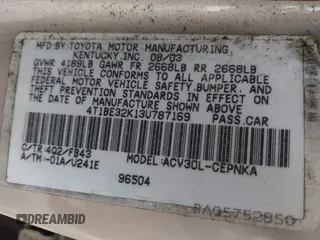 MFD. BY TOYOTA MOTOR MANUFACTURING,
KENTUCKY, INC. 08/03
GVWR 4189LB GAWR FR 2668LB RR 2668LB
THIS VEHICLE CONFORMS TO ALL APPLICABLE
FEDERAL MOTOR VEHICLE SAFETY, BUMPER, AND
THEFT PREVENTION STANDARDS IN EFFECT ON
THE DATE OF MANUFACTURE SHOWN ABOVE.
4T1BE32K13U787169 PASS.CAR
C/TR:4Q2/FB43 MODEL:ACV30L-CEPNKA
A/TM:-01A/U241E
96504
BA05752850
DREAMBID